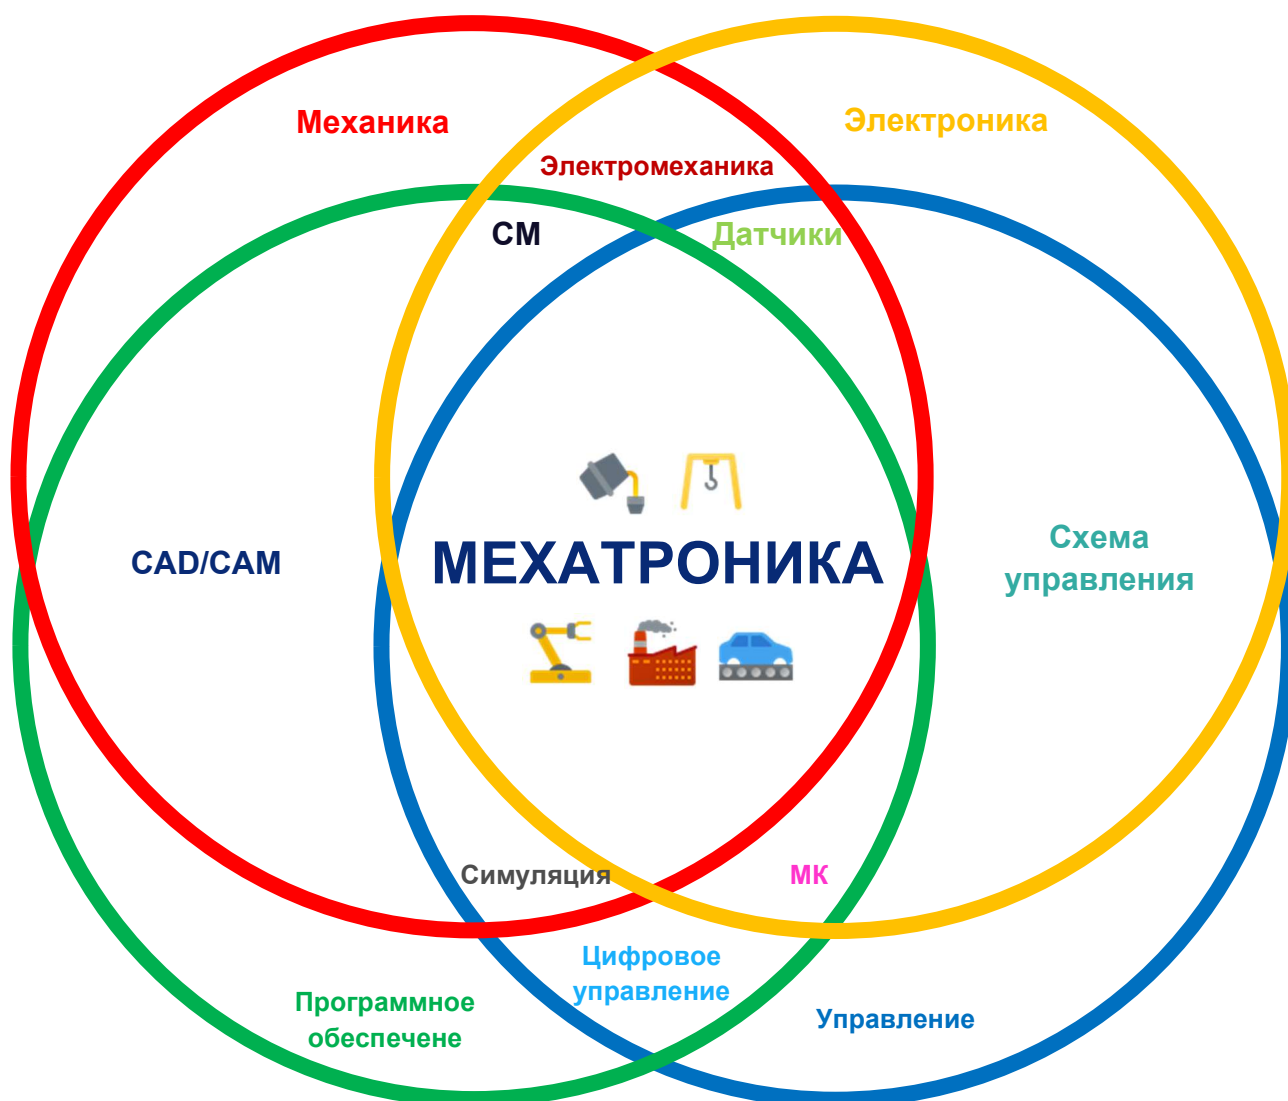 Механика
Электроника
Электромеханика
СМ
Датчики
CAD/CAM
МЕХАТРОНИКА
Схема
управления
Симуляция
МК
Цифровое
управление
Программное
обеспечене
Управление